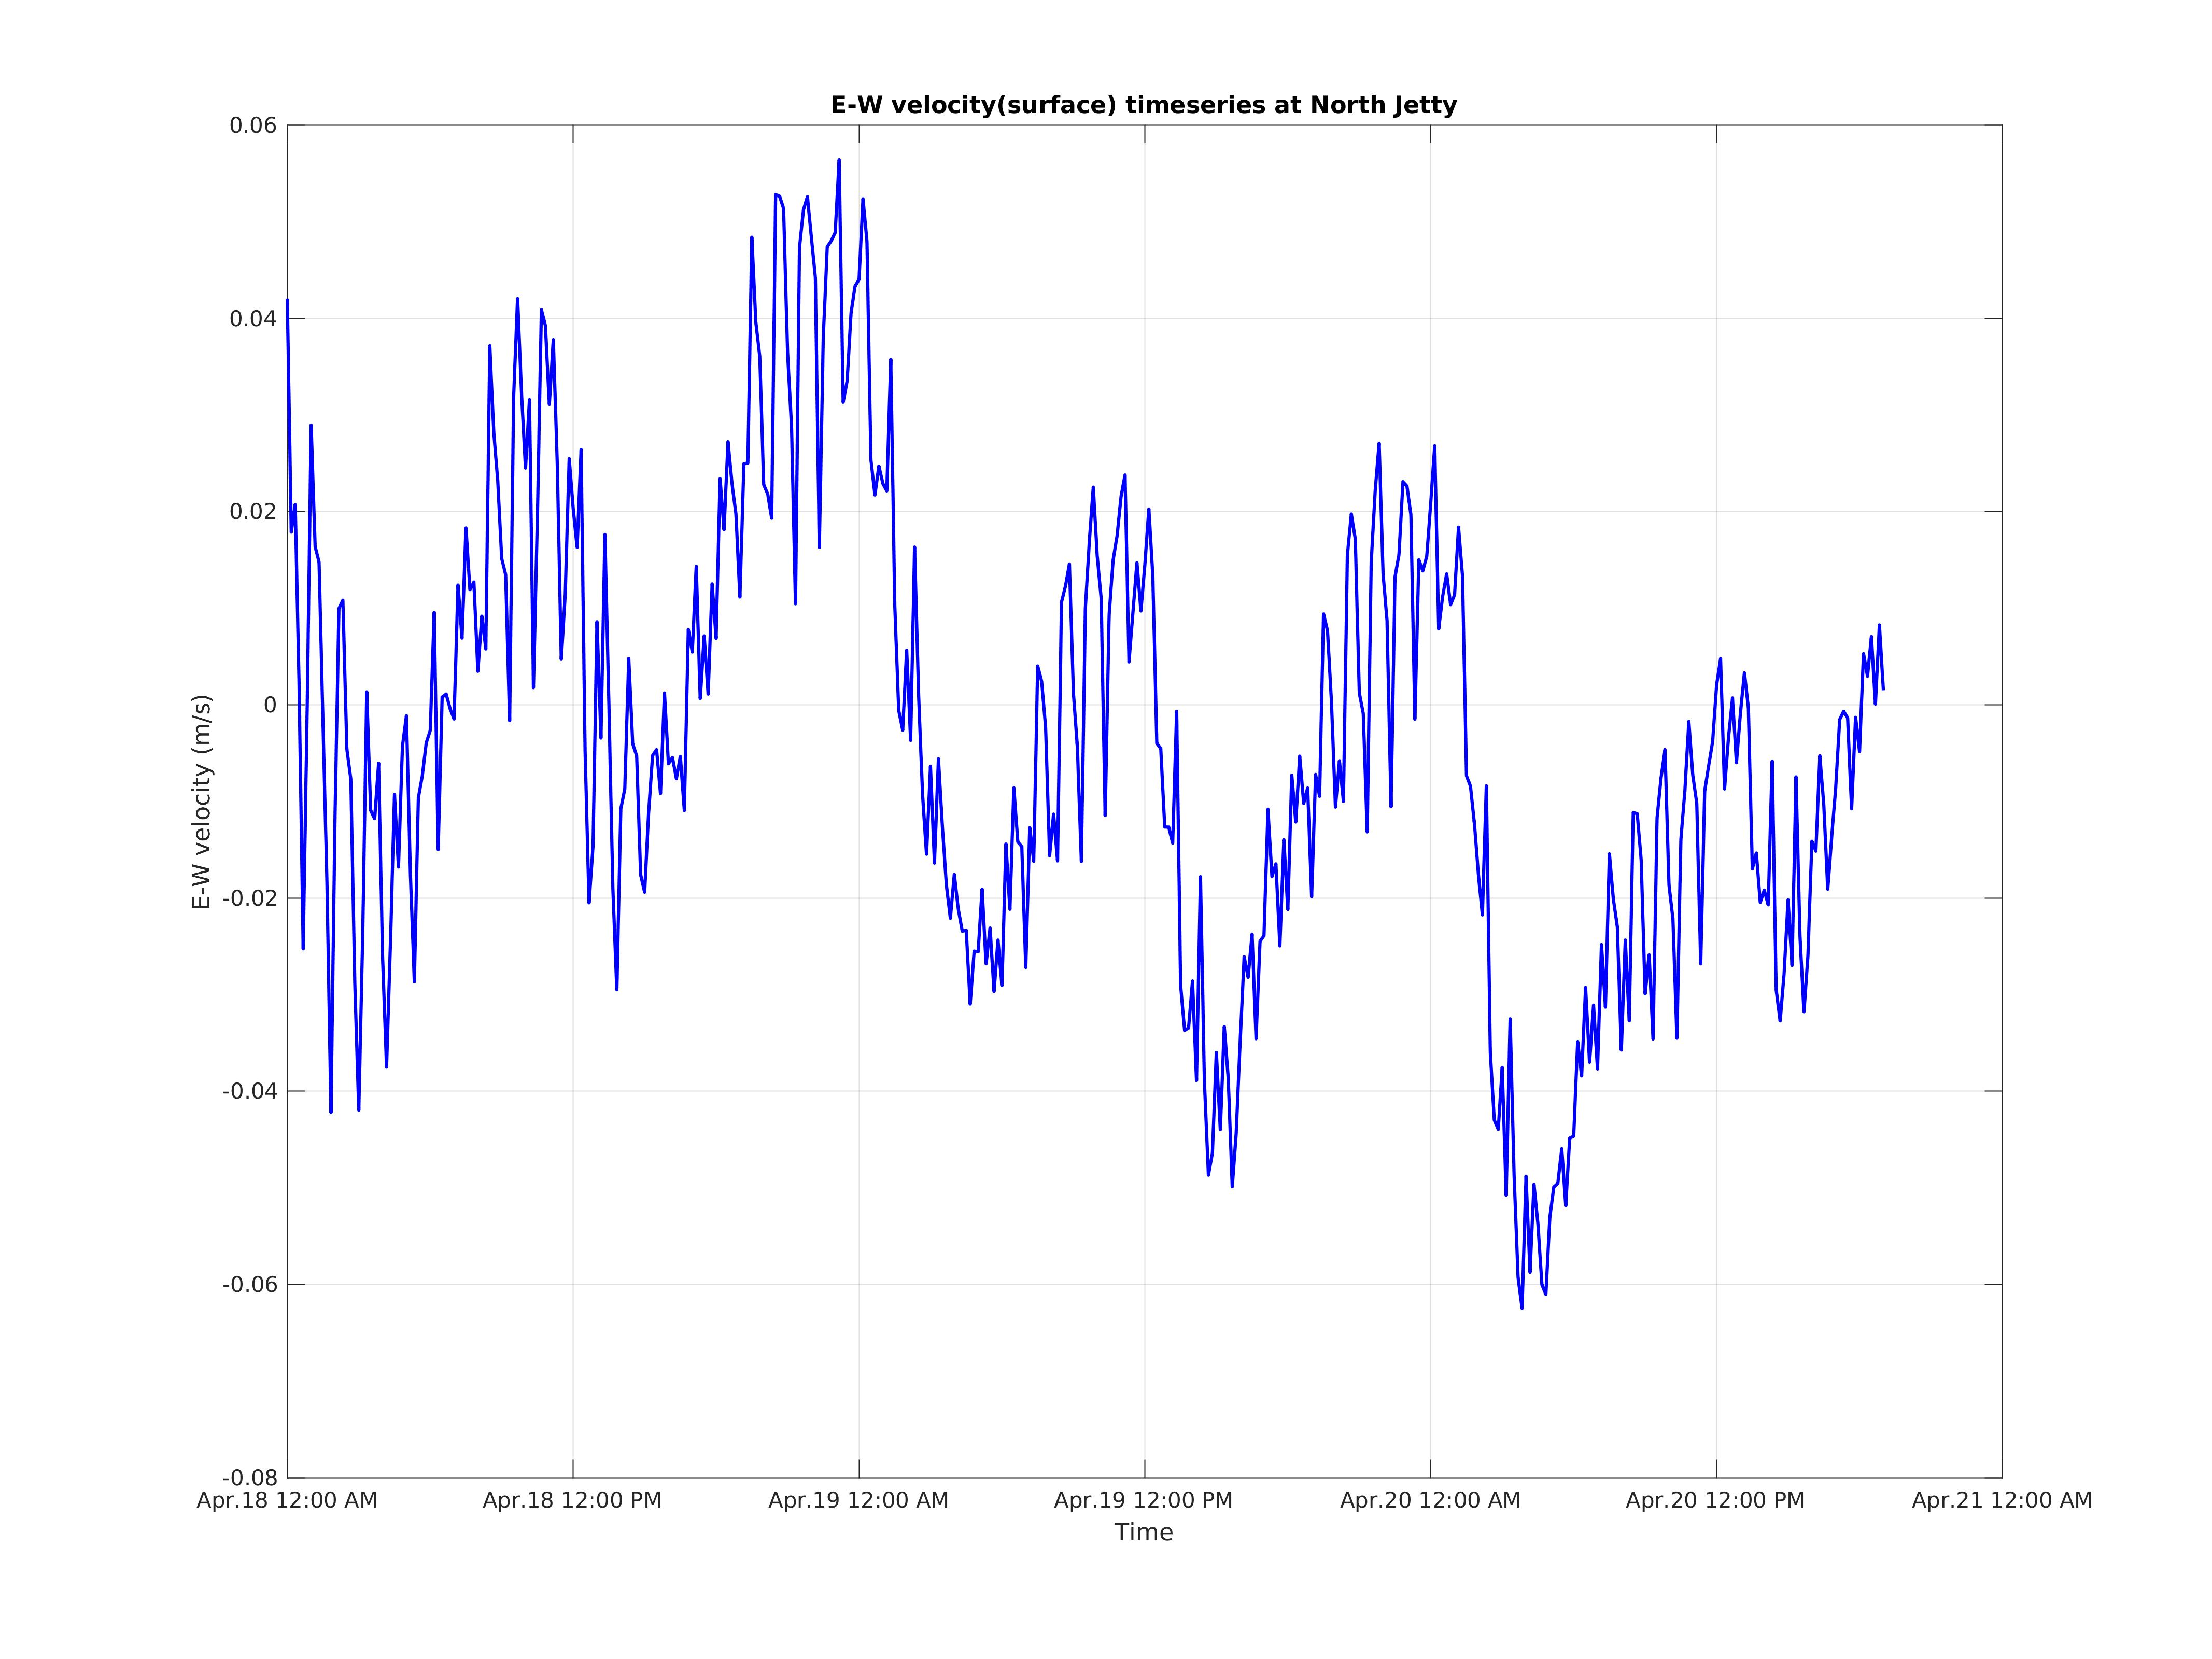 E-W velocity(surface) timeseries at North Jetty
0.06
0.04
0.02
0
-0.02
-0.04
-0.06
-0.08
E-W velocity (m/s)
Apr.18 12:00 AM
Apr.18 12:00 PM
Apr.19 12:00 AM
Apr.19 12:00 PM
Apr.20 12:00 AM
Apr.20 12:00 PM
Apr.21 12:00 AM
Time